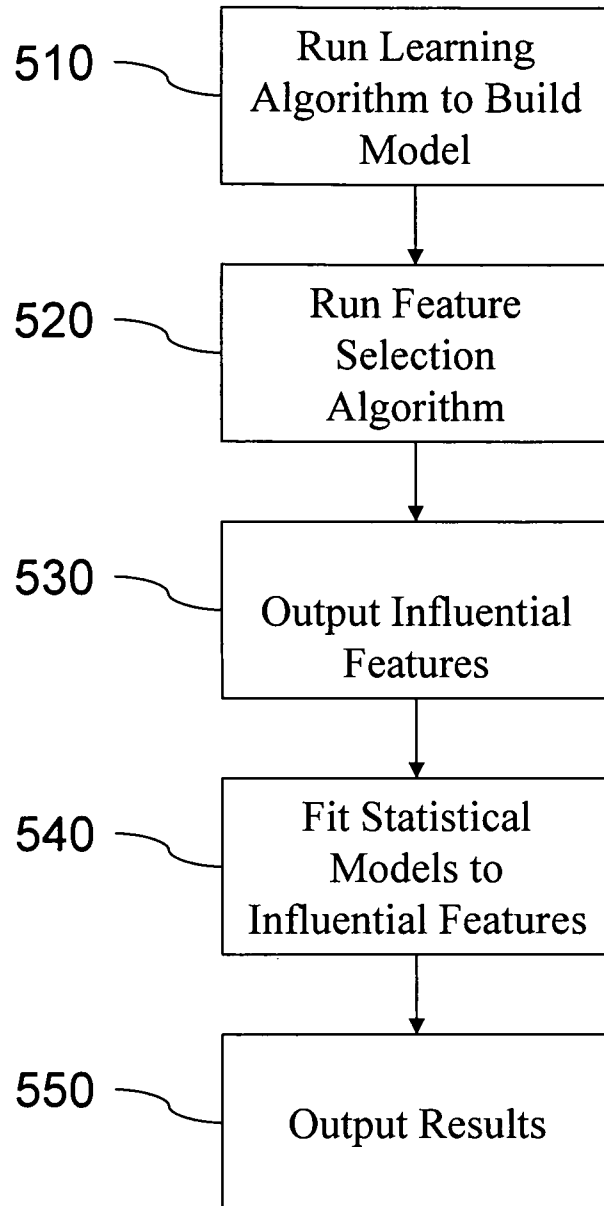 510
Run Learning
Algorithm to Build
Model
520
Run Feature
Selection
Algorithm
530
Output Influential
Features
540
Fit Statistical
Models to
Influential Features
550
Output Results